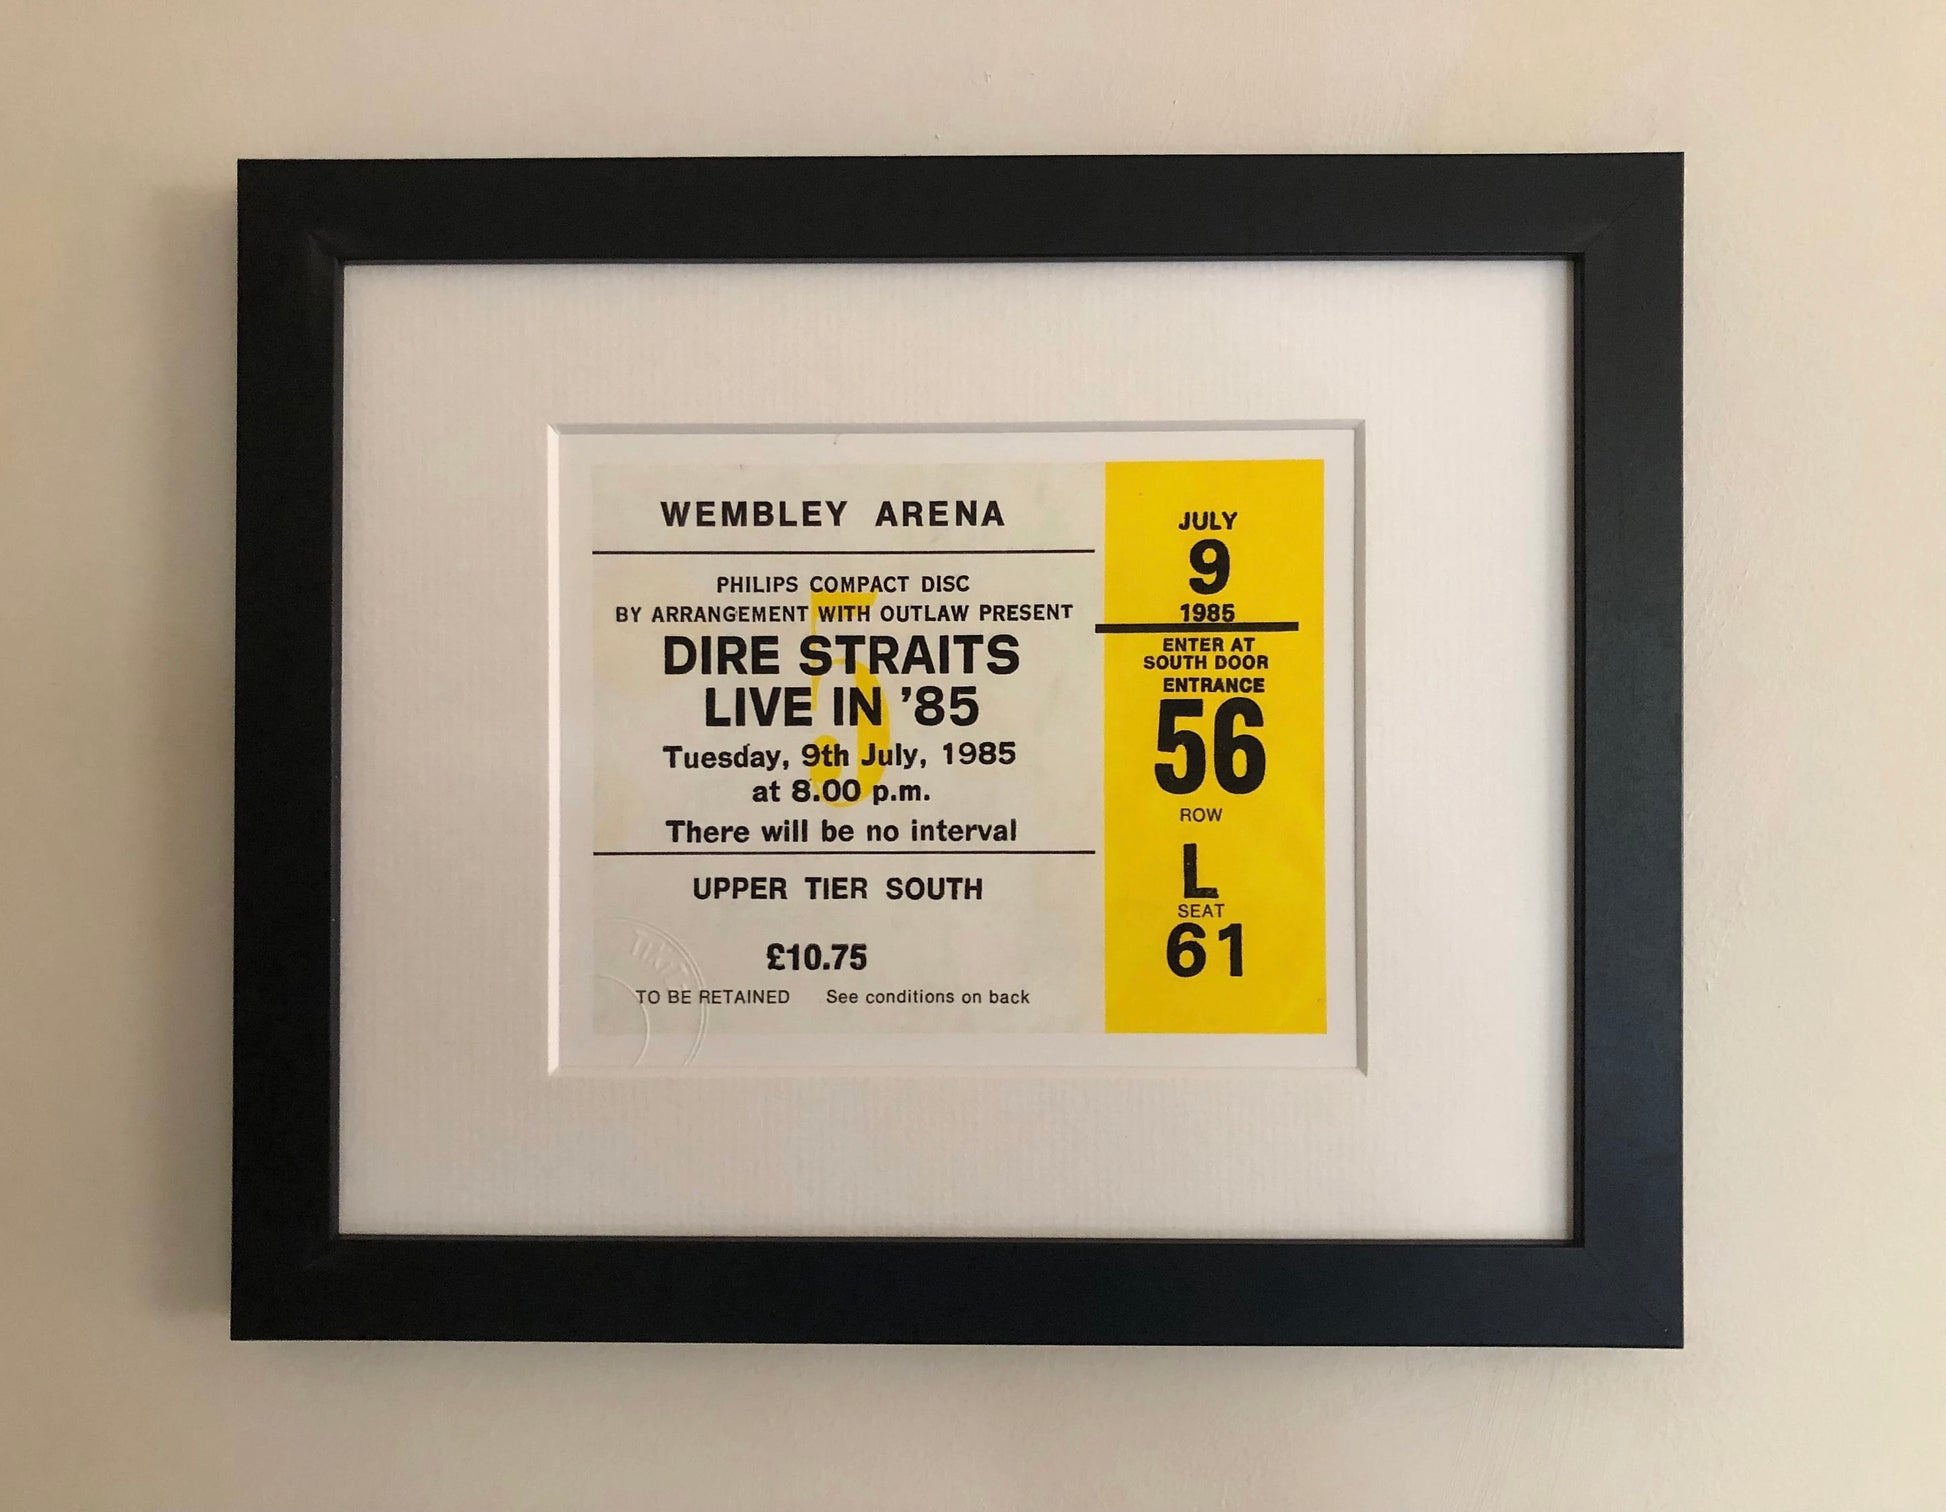 WEMBLEY ARENA
PHILIPS COMPACT DISC
BY ARRANGEMENT WITH OUTLAW PRESENT
5
DIRE STRAITS
LIVE IN '85
Tuesday, 9th July, 1985
at 8.00 p.m.
There will be no interval
UPPER TIER SOUTH
£10.75
TO BE RETAINED See conditions on back
JULY
9
1985
ENTER AT
SOUTH DOOR
ENTRANCE
56
ROW
L
SEAT
61